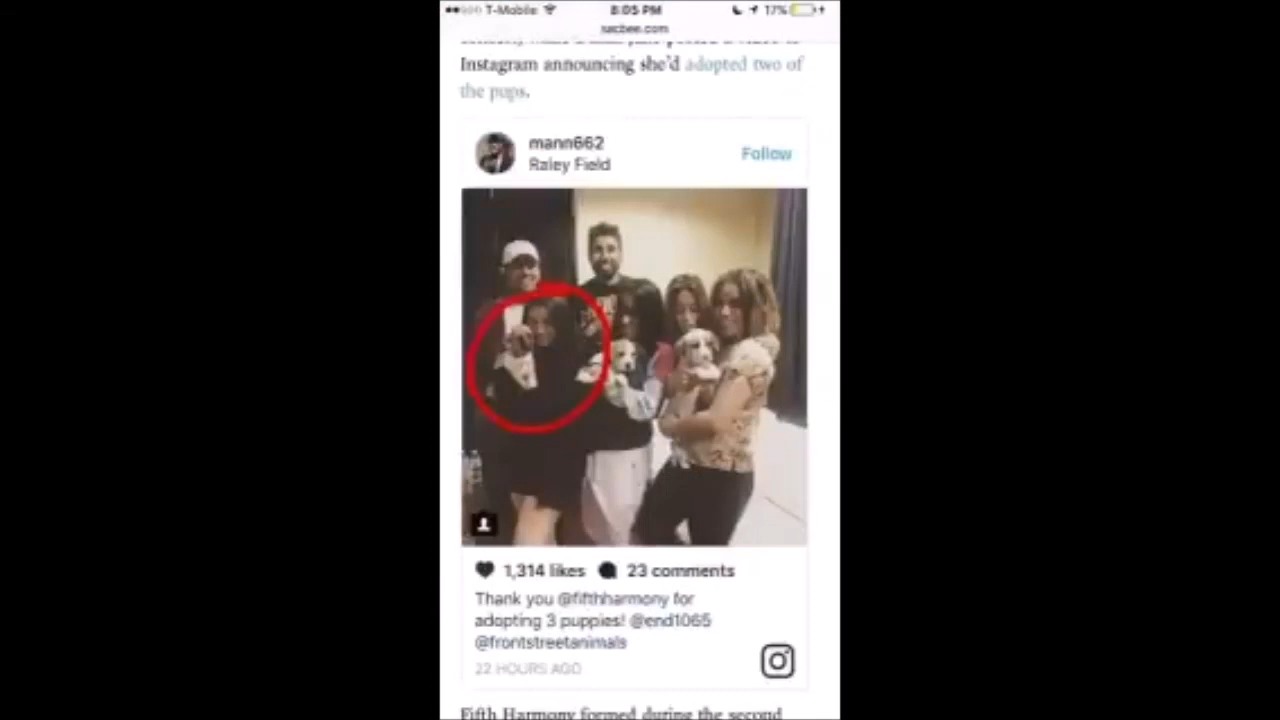 T-Mobile 8:05 PM 17%
sacbee.com
Instagram announcing she'd adopted two of
the pups.
mann662
Raley Field
Follow
1,314 likes 23 comments
Thank you @fifthharmony for
adopting 3 puppies! @end1065
@frontstreetanimals
22 HOURS AGO
Fifth Harmony formed during the second